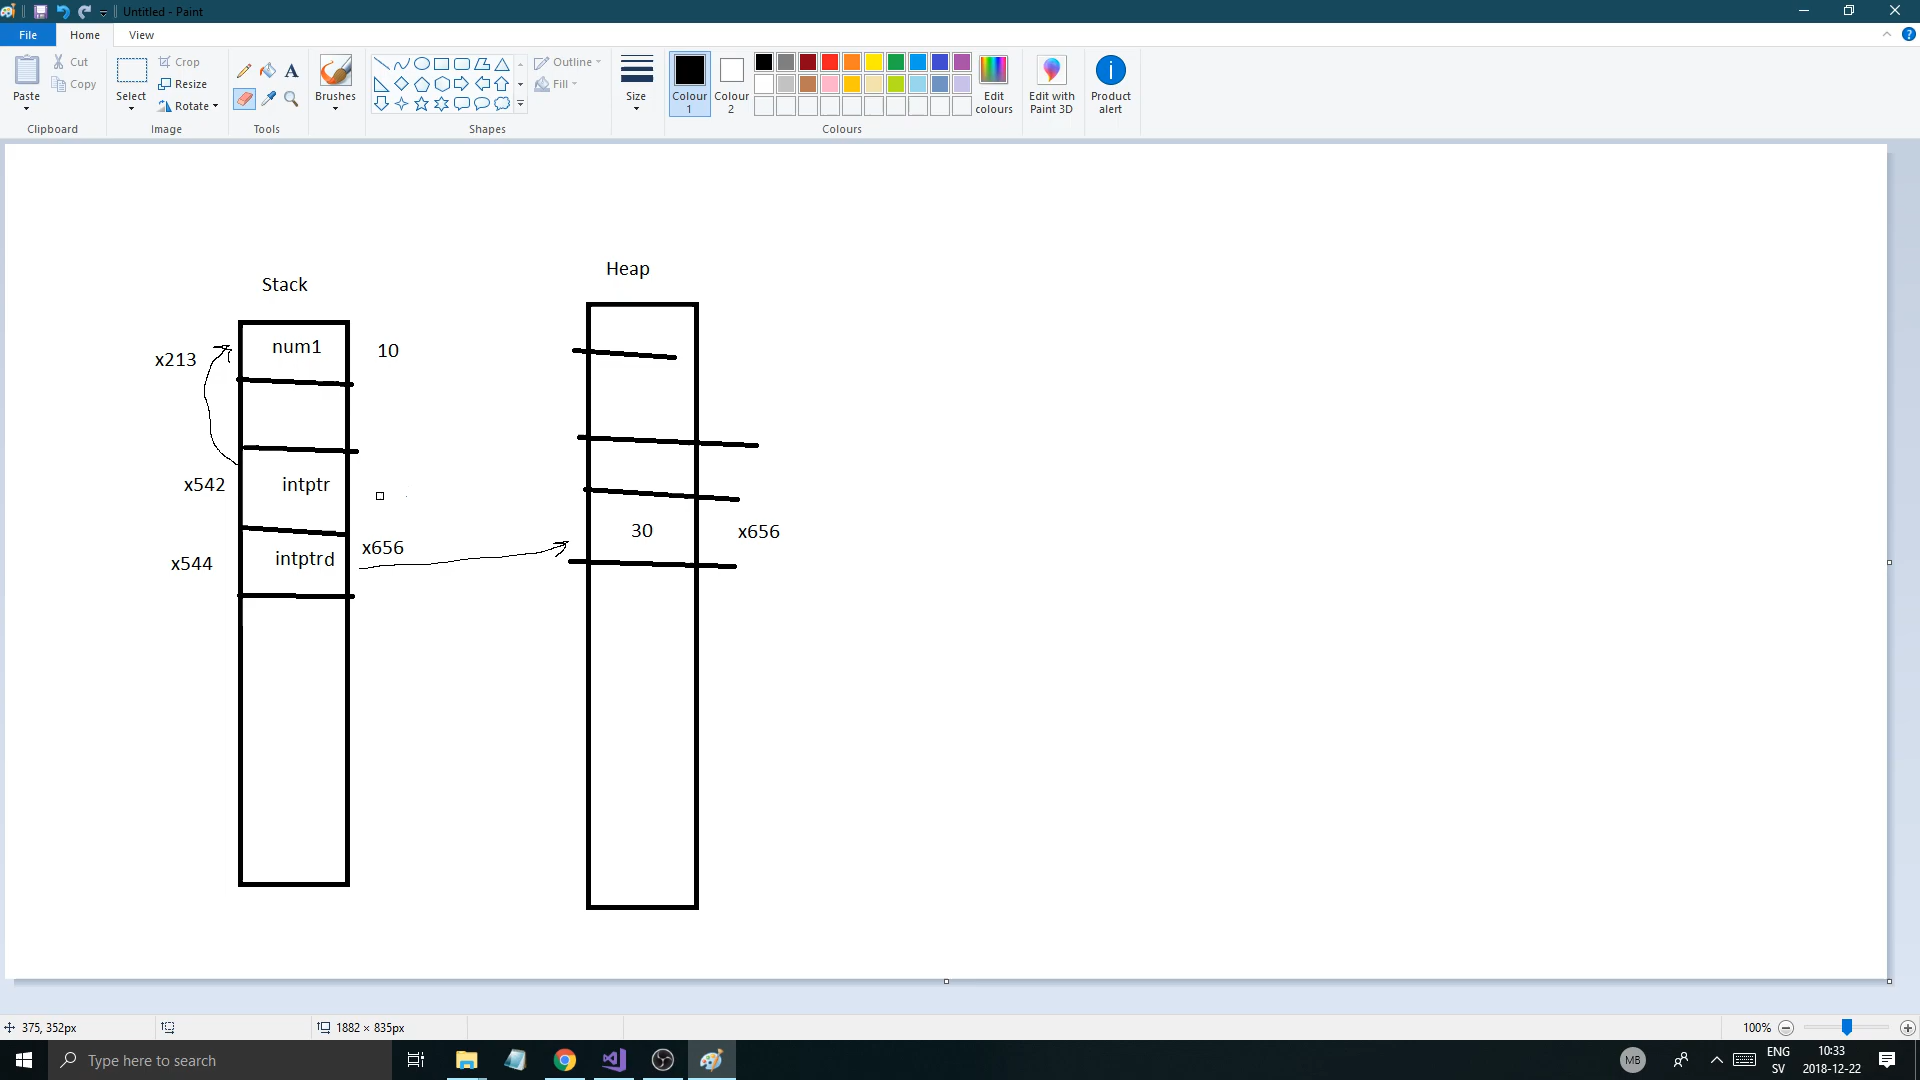 Untitled - Paint
File
Home
View
Paste
Cut
Copy
Clipboard
Select
Crop
Resize
Rotate
Image
Tools
Brushes
Shapes
Outline
Fill
Size
Colour
1
Colour
2
Edit
colours
Colours
Edit with
Paint 3D
Product
alert
Stack
Heap
x213
num1
10
x542
intptr
x544
intptrd
x656
30
x656
375, 352px
1882 × 835px
100%
Type here to search
MB
ENG
SV
10:33
2018-12-22